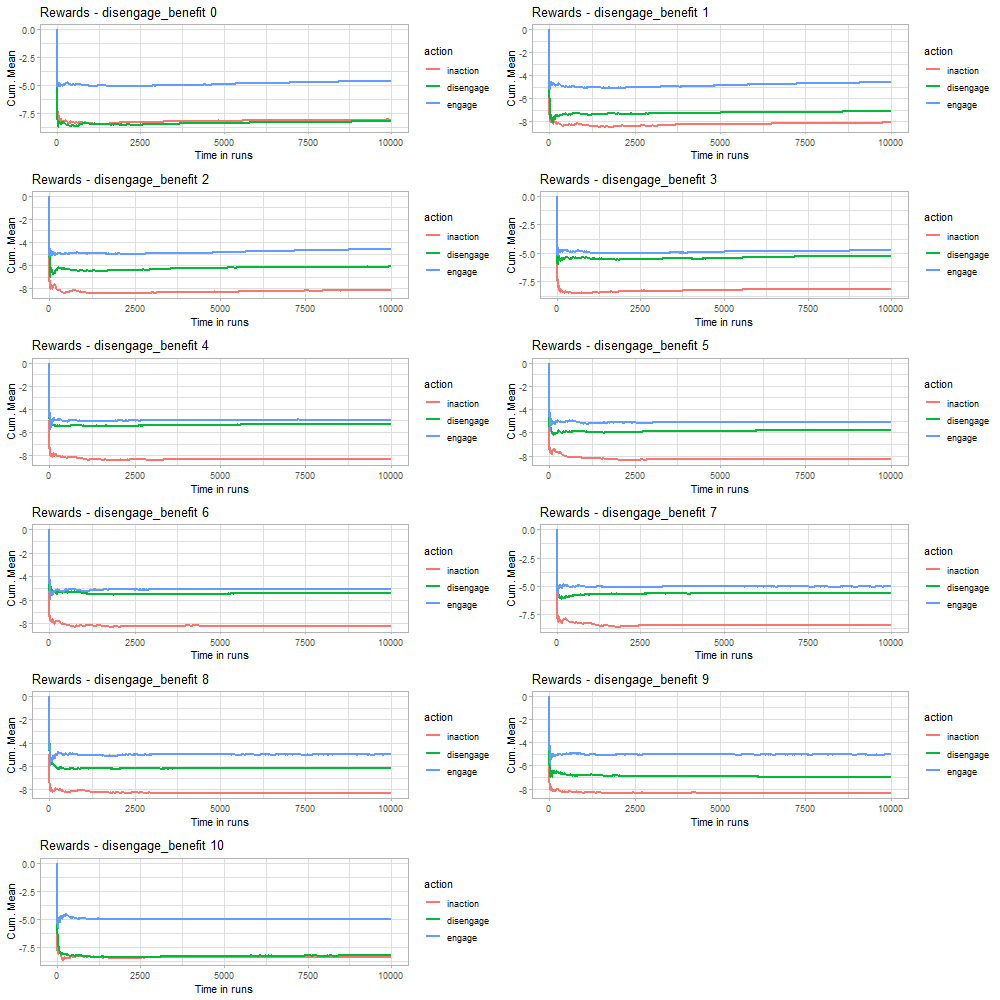 Rewards - disengage_benefit 0
Cum. Mean
0.0
-2.5
-5.0
-7.5
0 2500 5000 7500 10000
Time in runs
action
inaction
disengage
engage
Rewards - disengage_benefit 1
Cum. Mean
0
-2
-4
-6
-8
0 2500 5000 7500 10000
Time in runs
action
inaction
disengage
engage
Rewards - disengage_benefit 2
Cum. Mean
0
-2
-4
-6
-8
0 2500 5000 7500 10000
Time in runs
action
inaction
disengage
engage
Rewards - disengage_benefit 3
Cum. Mean
0.0
-2.5
-5.0
-7.5
0 2500 5000 7500 10000
Time in runs
action
inaction
disengage
engage
Rewards - disengage_benefit 4
Cum. Mean
0
-2
-4
-6
-8
0 2500 5000 7500 10000
Time in runs
action
inaction
disengage
engage
Rewards - disengage_benefit 5
Cum. Mean
0
-2
-4
-6
-8
0 2500 5000 7500 10000
Time in runs
action
inaction
disengage
engage
Rewards - disengage_benefit 6
Cum. Mean
0
-2
-4
-6
-8
0 2500 5000 7500 10000
Time in runs
action
inaction
disengage
engage
Rewards - disengage_benefit 7
Cum. Mean
0.0
-2.5
-5.0
-7.5
0 2500 5000 7500 10000
Time in runs
action
inaction
disengage
engage
Rewards - disengage_benefit 8
Cum. Mean
0
-2
-4
-6
-8
0 2500 5000 7500 10000
Time in runs
action
inaction
disengage
engage
Rewards - disengage_benefit 9
Cum. Mean
0
-2
-4
-6
-8
0 2500 5000 7500 10000
Time in runs
action
inaction
disengage
engage
Rewards - disengage_benefit 10
Cum. Mean
0.0
-2.5
-5.0
-7.5
0 2500 5000 7500 10000
Time in runs
action
inaction
disengage
engage